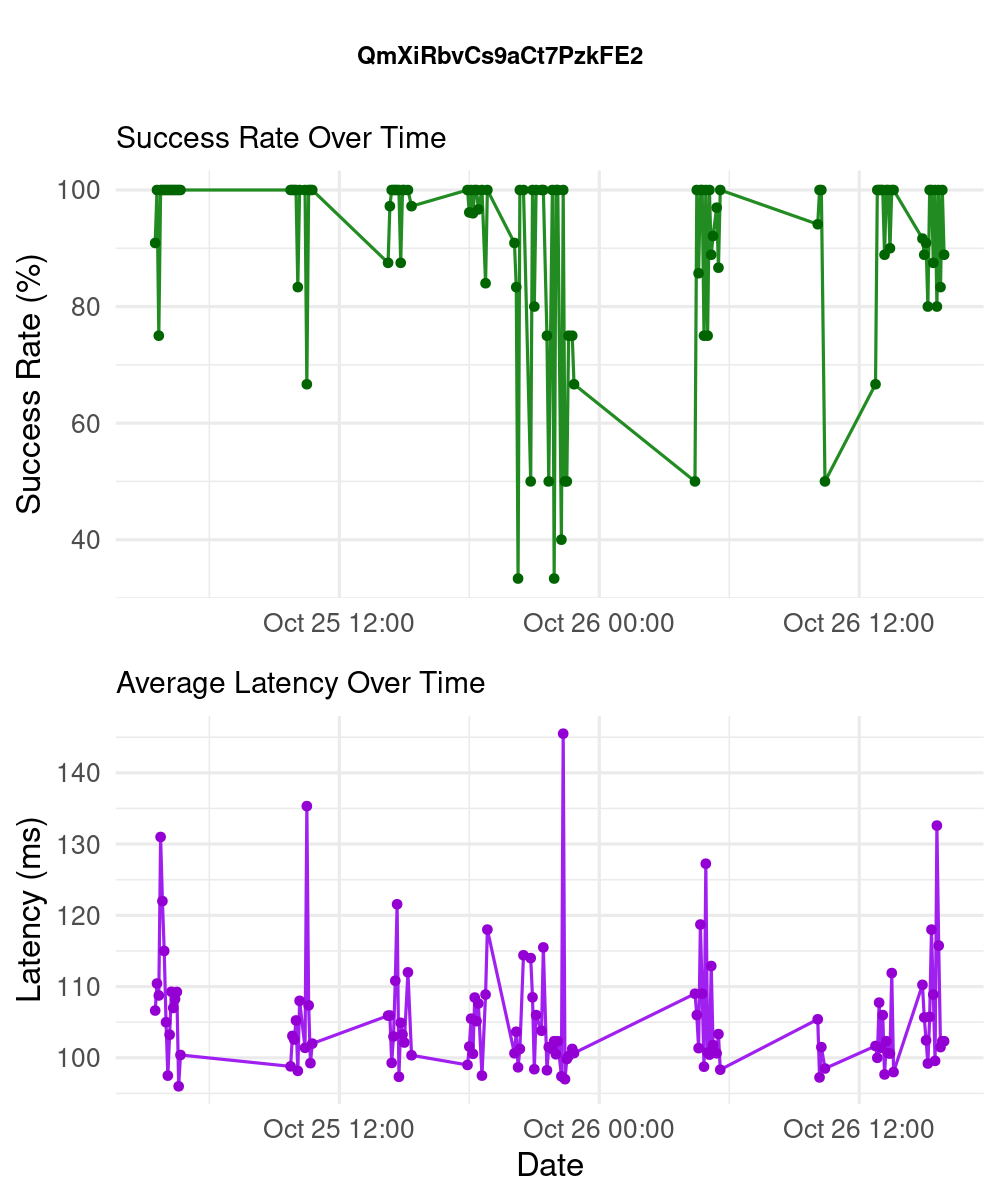 QmXiRbvCs9aCt7PzkFE2
Success Rate Over Time
Success Rate (%)
100
80
60
40
Oct 25 12:00 Oct 26 00:00 Oct 26 12:00
Average Latency Over Time
Latency (ms)
140
130
120
110
100
Oct 25 12:00 Oct 26 00:00 Oct 26 12:00
Date